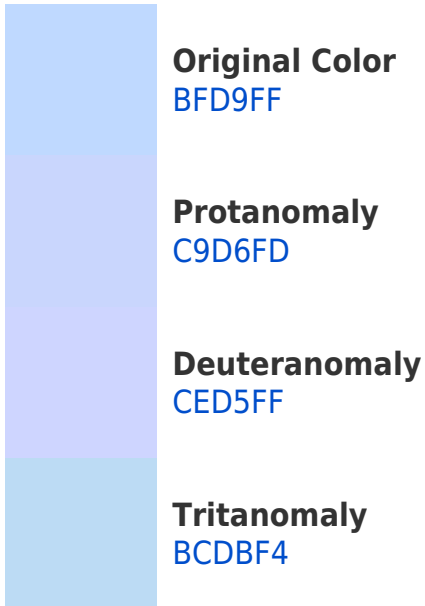 Original Color
BFD9FF
Protanomaly
C9D6FD
Deuteranomaly
CED5FF
Tritanomaly
BCDBF4